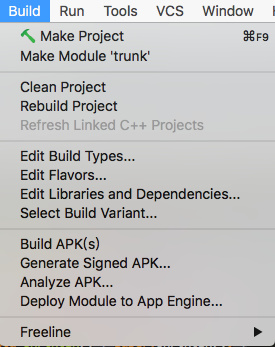 Build Run Tools VCS Window
Make Project ⌘F9
Make Module 'trunk'
Clean Project
Rebuild Project
Refresh Linked C++ Projects
Edit Build Types...
Edit Flavors...
Edit Libraries and Dependencies...
Select Build Variant...
Build APK(s)
Generate Signed APK...
Analyze APK...
Deploy Module to App Engine...
Freeline